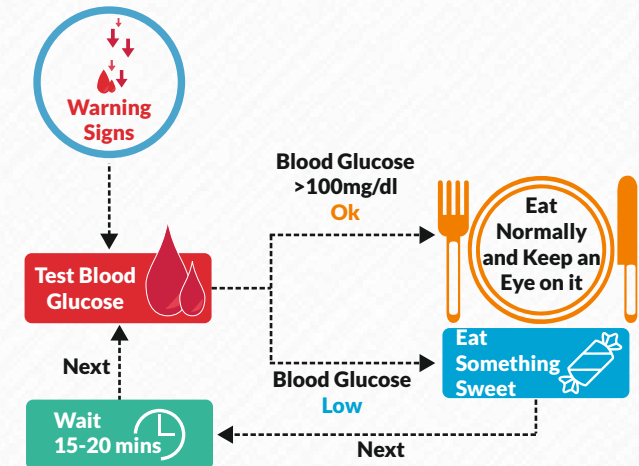 Warning
Signs
Blood Glucose
>100mg/dl
Ok
Eat
Normally
and Keep an
Eye on it
Test Blood
Glucose
Eat
Something
Sweet
Next
Blood Glucose
Low
Wait
15-20 mins
Next